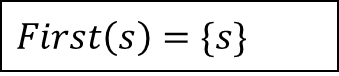 First(s) = {s}